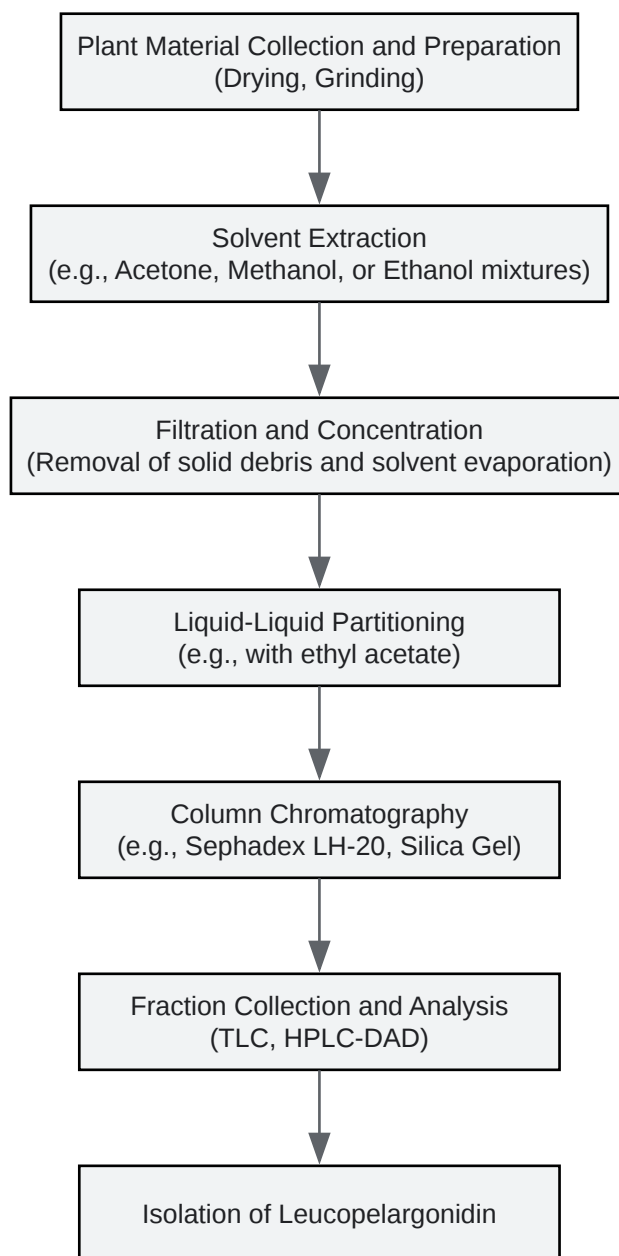 Plant Material Collection and Preparation
(Drying, Grinding)
Solvent Extraction
(e.g., Acetone, Methanol, or Ethanol mixtures)
Filtration and Concentration
(Removal of solid debris and solvent evaporation)
Liquid-Liquid Partitioning
(e.g., with ethyl acetate)
Column Chromatography
(e.g., Sephadex LH-20, Silica Gel)
Fraction Collection and Analysis
(TLC, HPLC-DAD)
Isolation of Leucopelargonidin